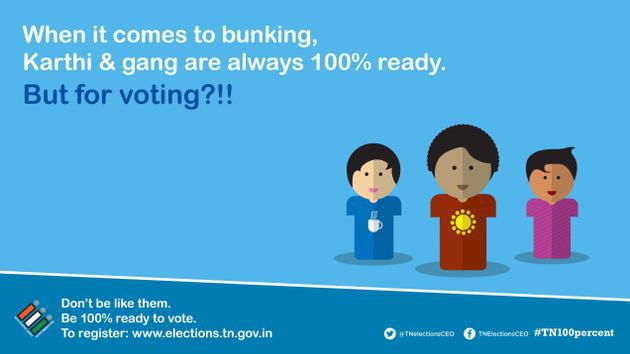 When it comes to bunking,
Karthi & gang are always 100% ready.
But for voting?!!
Don't be like them.
Be 100% ready to vote.
To register: www.elections.tn.gov.in
@TNelectionsCEO
TNElectionsCEO
#TN100percent